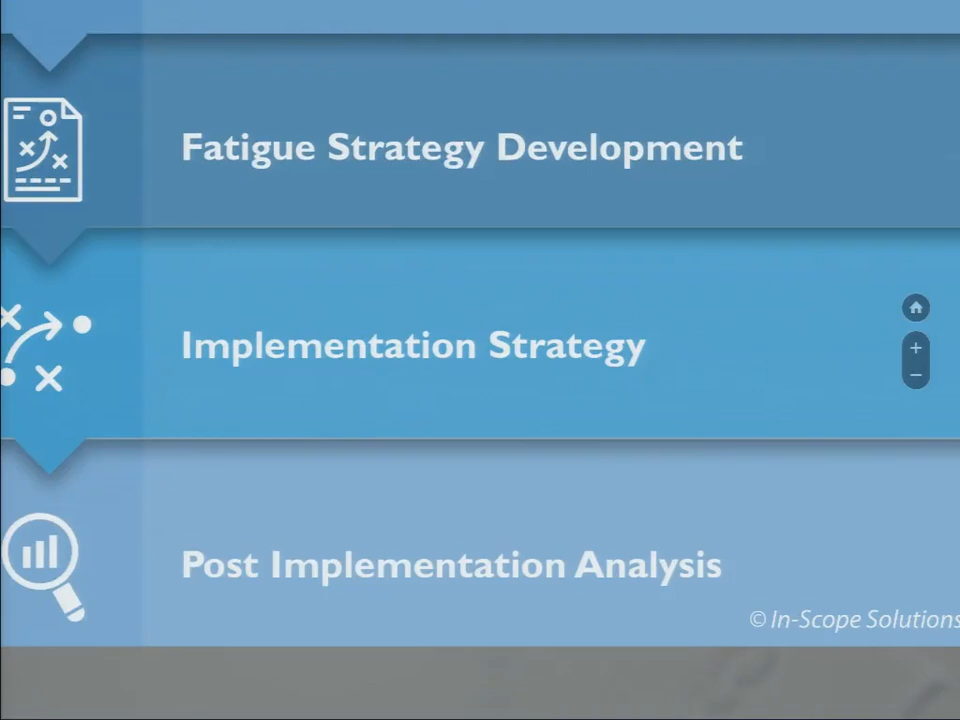 Fatigue Strategy Development
Implementation Strategy
Post Implementation Analysis
© In-Scope Solutions